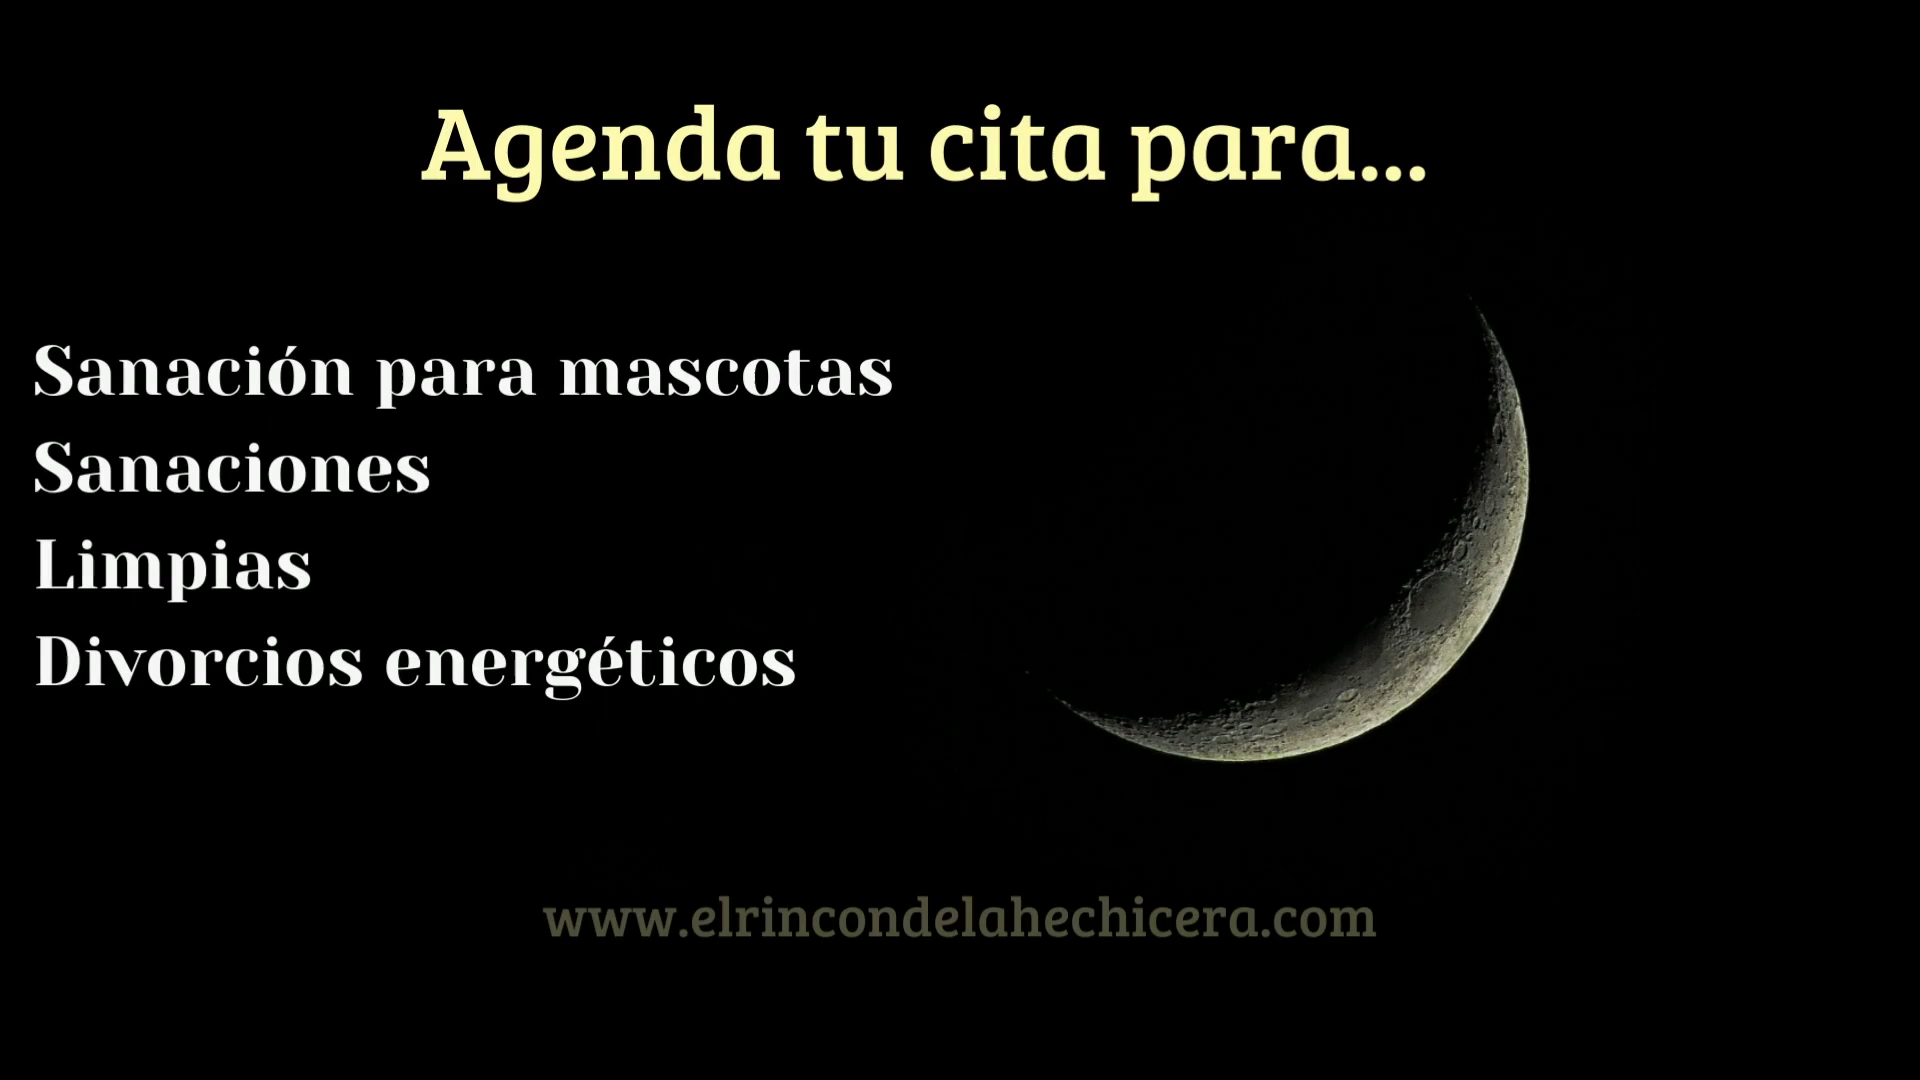 Agenda tu cita para...
Sanación para mascotas
Sanaciones
Limpias
Divorcios energéticos
www.elrincondelahechicera.com